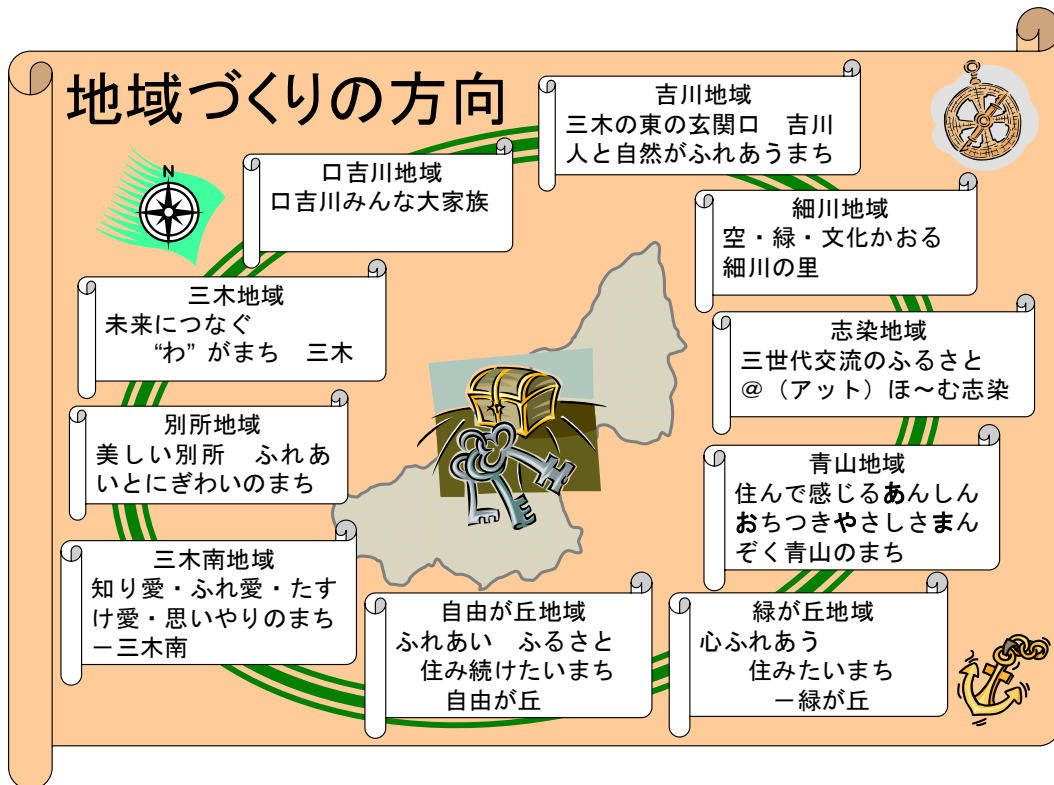 地域づくりの方向
N
吉川地域
三木の東の玄関口　吉川
人と自然がふれあうまち
口吉川地域
口吉川みんな大家族
細川地域
空・緑・文化かおる
細川の里
三木地域
未来につなぐ
“わ” がまち　三木
志染地域
三世代交流のふるさと
＠（アット）ほ～む志染
別所地域
美しい別所　ふれあ
いとにぎわいのまち
青山地域
住んで感じるあんしん
おちつきやさしさまん
ぞく青山のまち
三木南地域
知り愛・ふれ愛・たす
け愛・思いやりのまち
－三木南
自由が丘地域
ふれあい　ふるさと
住み続けたいまち
自由が丘
緑が丘地域
心ふれあう
住みたいまち
－緑が丘